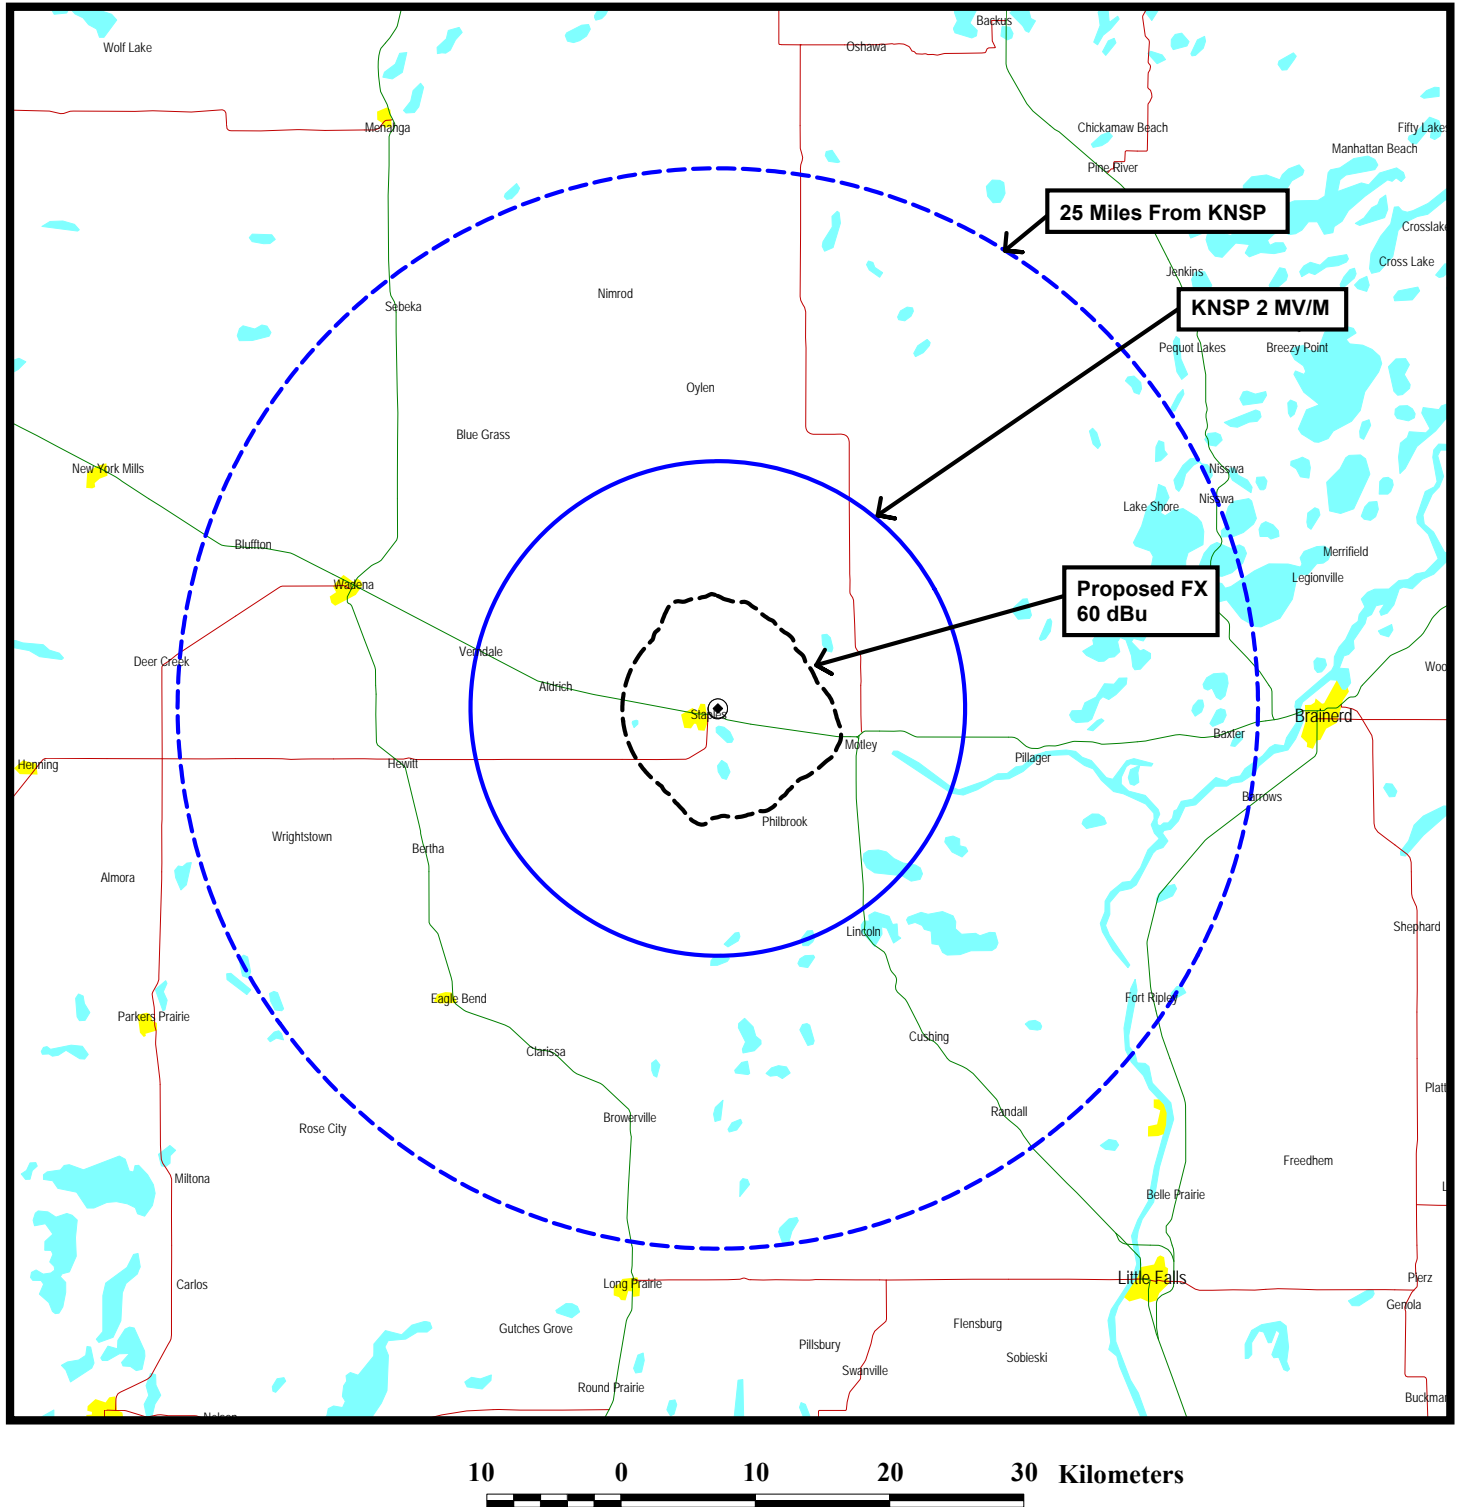 Backus
Wolf Lake
Oshawa
Menahga
Chickamaw Beach
Fifty Lakes
Manhattan Beach
Pine River
25 Miles From KNSP
Crosslake
Cross Lake
Jenkins
Nimrod
Sebeka
KNSP 2 MV/M
Pequot Lakes
Breezy Point
Oylen
Blue Grass
New York Mills
Nisswa
Nisswa
Lake Shore
Bluffton
Merrifield
Legionville
Wadena
Proposed FX
60 dBu
Verndale
Deer Creek
Woo
Aldrich
Staples
Brainerd
Baxter
Motley
Pillager
Henning
Hewitt
Barrows
Philbrook
Wrightstown
Bertha
Almora
Shephard
Lincoln
Eagle Bend
Fort Ripley
Parkers Prairie
Cushing
Clarissa
Platt
Randall
Browerville
Rose City
Freedhem
Miltona
L
Belle Prairie
Little Falls
Pierz
Long Prairie
Carlos
Genola
Flensburg
Gutches Grove
Pillsbury
Sobieski
Swanville
Round Prairie
Buckman
Nelson
10 0 10 20 30 Kilometers